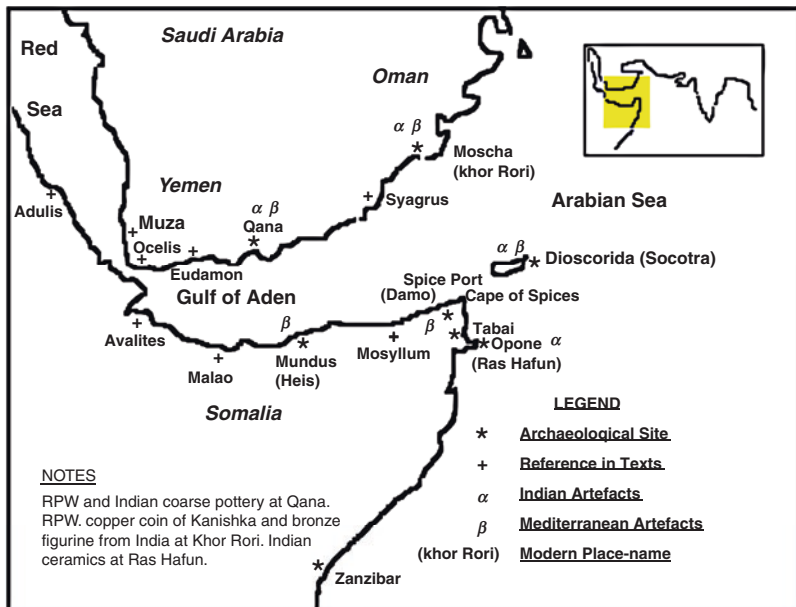 Saudi Arabia
Red
Sea
Oman
α β
Moscha
(khor Rori)
Yemen
Adulis
Muza
Ocelis
Eudamon
α β
Qana
Syagrus
Arabian Sea
α β
Dioscorida (Socotra)
Gulf of Aden
Spice Port
(Damo)
Cape of Spices
β
Tabai
Opone α
(Ras Hafun)
Avalites
Malao
β
Mundus
(Heis)
Mosyllum
Somalia
Zanzibar
LEGEND
* Archaeological Site
+ Reference in Texts
α Indian Artefacts
β Mediterranean Artefacts
(khor Rori) Modern Place-name
NOTES
RPW and Indian coarse pottery at Qana.
RPW. copper coin of Kanishka and bronze
figurine from India at Khor Rori. Indian
ceramics at Ras Hafun.